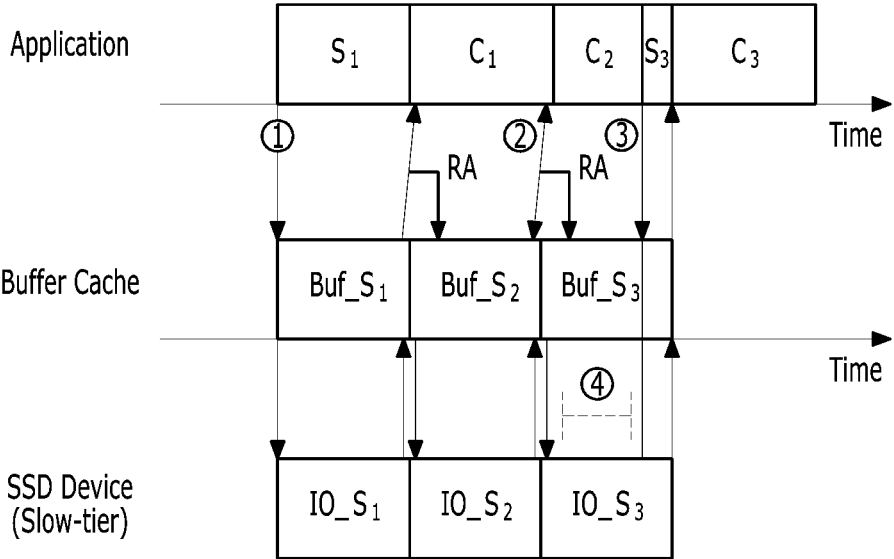 Application
S1
C1
C2
S3
C3
Time
①
②
③
RA
RA
Buffer Cache
Buf_S1
Buf_S2
Buf_S3
Time
④
SSD Device
(Slow-tier)
IO_S1
IO_S2
IO_S3